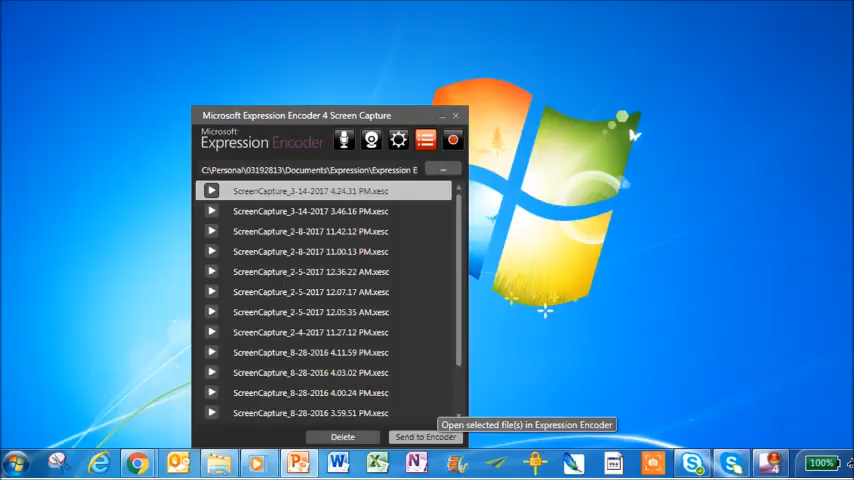 Microsoft Expression Encoder 4 Screen Capture
Microsoft®
Expression Encoder
C:\Personal\03192813\Documents\Expression\Expression E
...
ScreenCapture_3-14-2017 4.24.31 PM.xesc
ScreenCapture_3-14-2017 3.46.16 PM.xesc
ScreenCapture_2-8-2017 11.42.12 PM.xesc
ScreenCapture_2-8-2017 11.00.13 PM.xesc
ScreenCapture_2-5-2017 12.36.22 AM.xesc
ScreenCapture_2-5-2017 12.07.17 AM.xesc
ScreenCapture_2-5-2017 12.05.35 AM.xesc
ScreenCapture_2-4-2017 11.27.12 PM.xesc
ScreenCapture_8-28-2016 4.11.59 PM.xesc
ScreenCapture_8-28-2016 4.03.02 PM.xesc
ScreenCapture_8-28-2016 4.00.24 PM.xesc
ScreenCapture_8-28-2016 3.59.51 PM.xesc
Open selected file(s) in Expression Encoder
Delete
Send to Encoder
100%